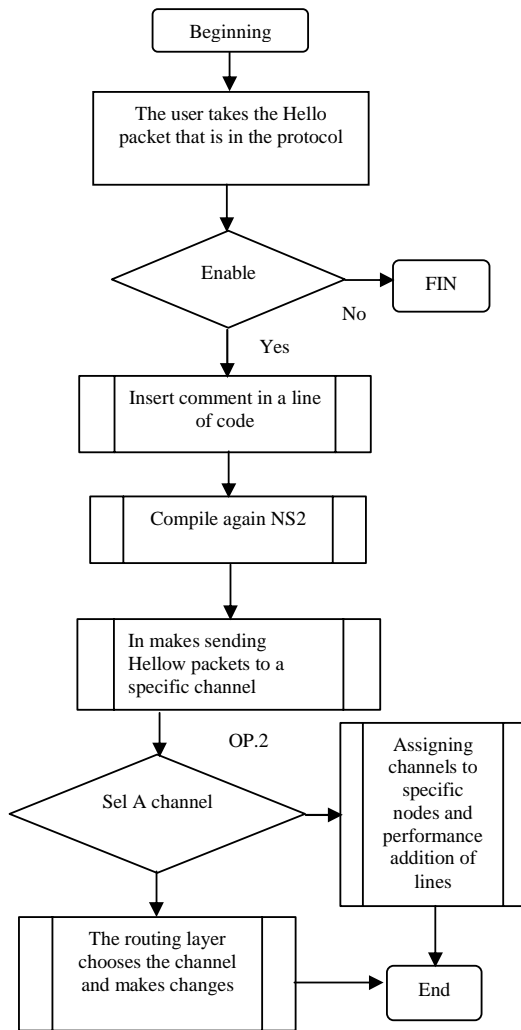 Beginning
The user takes the Hello
packet that is in the protocol
Enable
FIN
No
Yes
Insert comment in a line
of code
Compile again NS2
In makes sending
Hellow packets to a
specific channel
OP.2
Sel A channel
Assigning
channels to
specific
nodes and
performance
addition of
lines
The routing layer
chooses the channel
and makes changes
End